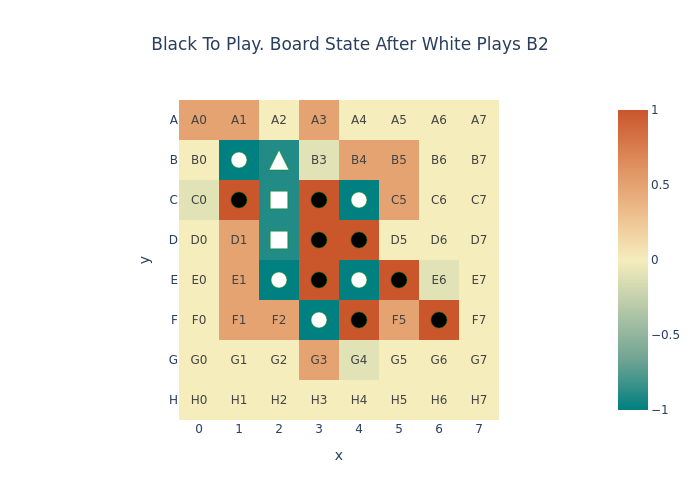 Black To Play. Board State After White Plays B2
A A0 A1 A2 A3 A4 A5 A6 A7
B B0 B3 B4 B5 B6 B7
C C0 C5 C6 C7
D D0 D1 D5 D6 D7
E E0 E1 E6 E7
F F0 F1 F2 F5 F7
G G0 G1 G2 G3 G4 G5 G6 G7
H H0 H1 H2 H3 H4 H5 H6 H7
0 1 2 3 4 5 6 7
x
y
1
0.5
0
−0.5
−1